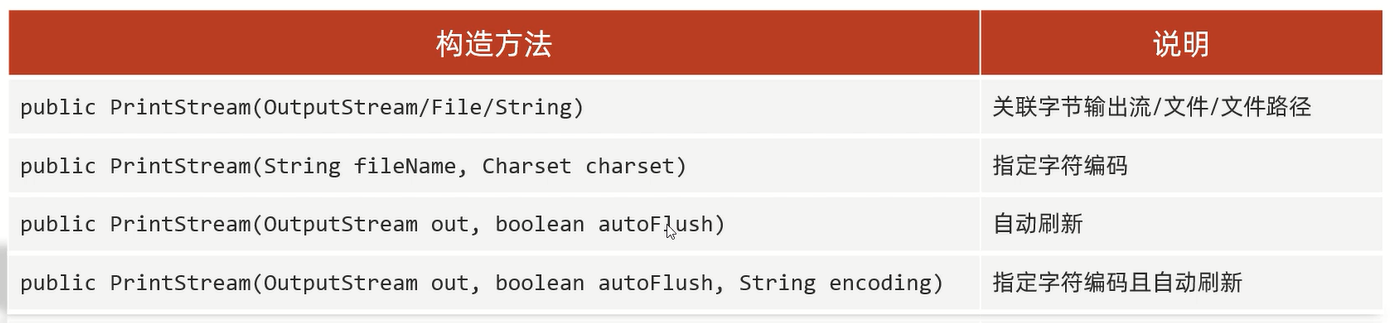 构造方法 说明
public PrintStream(OutputStream/File/String) 关联字节输出流/文件/文件路径
public PrintStream(String fileName, Charset charset) 指定字符编码
public PrintStream(OutputStream out, boolean autoFlush) 自动刷新
public PrintStream(OutputStream out, boolean autoFlush, String encoding) 指定字符编码且自动刷新